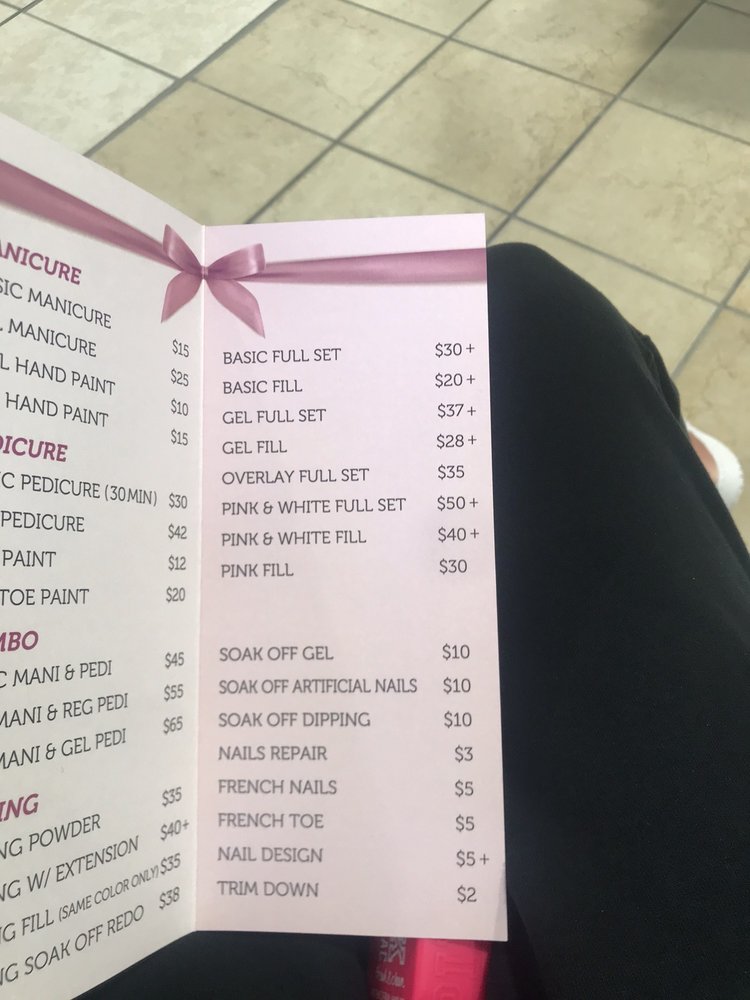 ANICURE
SIC MANICURE $15
L MANICURE $25
L HAND PAINT $10
HAND PAINT $15
DICURE
C PEDICURE (30 MIN) $30
PEDICURE $42
PAINT $12
TOE PAINT $20
MBO
C MANI & PEDI $45
MANI & REG PEDI $55
MANI & GEL PEDI $65
ING
NG POWDER $35
NG W/ EXTENSION $40+
NG FILL (SAME COLOR ONLY) $35
NG SOAK OFF REDO $38
BASIC FULL SET $30+
BASIC FILL $20+
GEL FULL SET $37+
GEL FILL $28+
OVERLAY FULL SET $35
PINK & WHITE FULL SET $50+
PINK & WHITE FILL $40+
PINK FILL $30
SOAK OFF GEL $10
SOAK OFF ARTIFICIAL NAILS $10
SOAK OFF DIPPING $10
NAILS REPAIR $3
FRENCH NAILS $5
FRENCH TOE $5
NAIL DESIGN $5+
TRIM DOWN $2